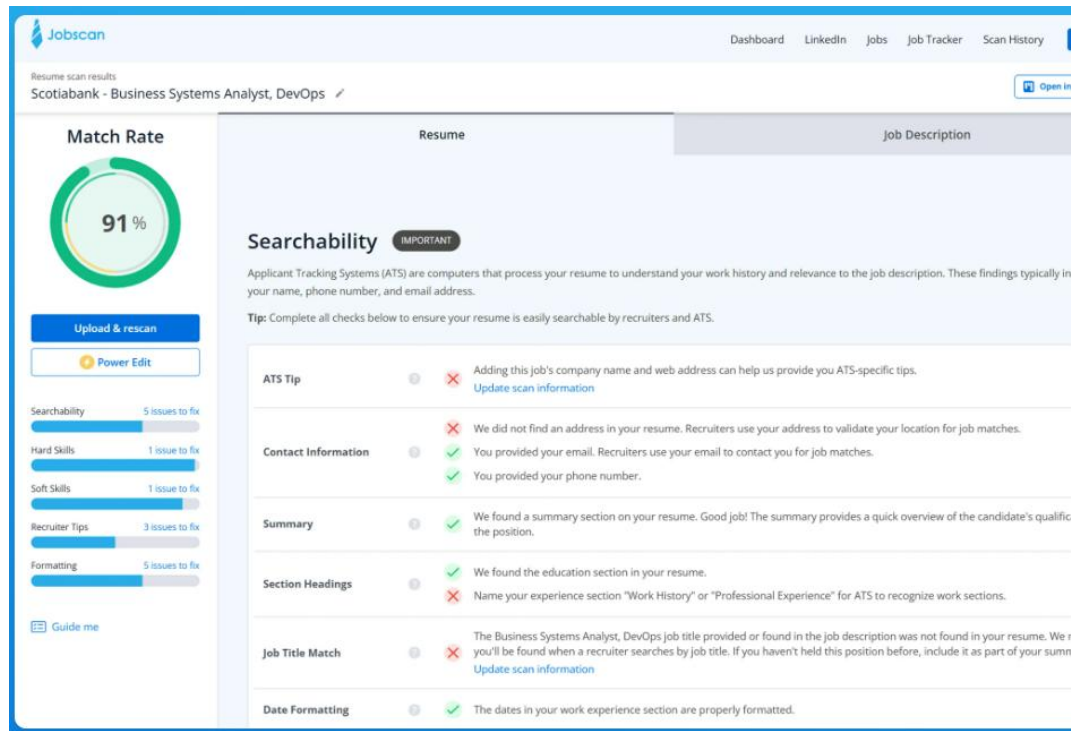 Jobscan
Dashboard LinkedIn Jobs Job Tracker Scan History
Resume scan results
Scotiabank - Business Systems Analyst, DevOps
Open in
Match Rate
91 %
Upload & rescan
Power Edit
Searchability 5 issues to fix
Hard Skills 1 issue to fix
Soft Skills 1 issue to fix
Recruiter Tips 3 issues to fix
Formatting 5 issues to fix
Guide me
Resume Job Description
Searchability IMPORTANT
Applicant Tracking Systems (ATS) are computers that process your resume to understand your work history and relevance to the job description. These findings typically in
your name, phone number, and email address.
Tip: Complete all checks below to ensure your resume is easily searchable by recruiters and ATS.
ATS Tip
Adding this job's company name and web address can help us provide you ATS-specific tips.
Update scan information
Contact Information
We did not find an address in your resume. Recruiters use your address to validate your location for job matches.
You provided your email. Recruiters use your email to contact you for job matches.
You provided your phone number.
Summary
We found a summary section on your resume. Good job! The summary provides a quick overview of the candidate's qualific
the position.
Section Headings
We found the education section in your resume.
Name your experience section "Work History" or "Professional Experience" for ATS to recognize work sections.
Job Title Match
The Business Systems Analyst, DevOps job title provided or found in the job description was not found in your resume. We
you'll be found when a recruiter searches by job title. If you haven't held this position before, include it as part of your summ
Update scan information
Date Formatting
The dates in your work experience section are properly formatted.